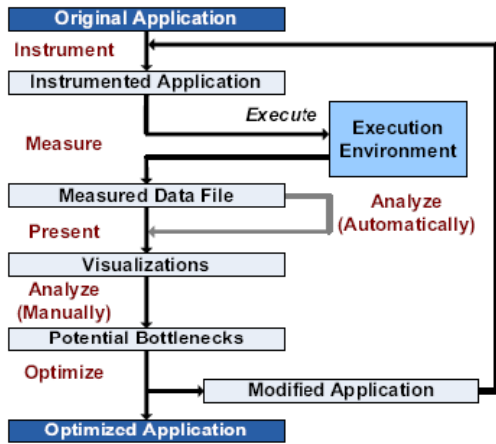 Original Application
Instrument
Instrumented Application
Execute
Execution
Environment
Measure
Measured Data File
Analyze
(Automatically)
Present
Visualizations
Analyze
(Manually)
Potential Bottlenecks
Optimize
Modified Application
Optimized Application